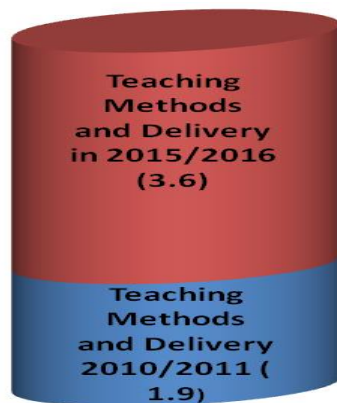 Teaching
Methods
and Delivery
in 2015/2016
(3.6)
Teaching
Methods
and Delivery
2010/2011 (
1.9)